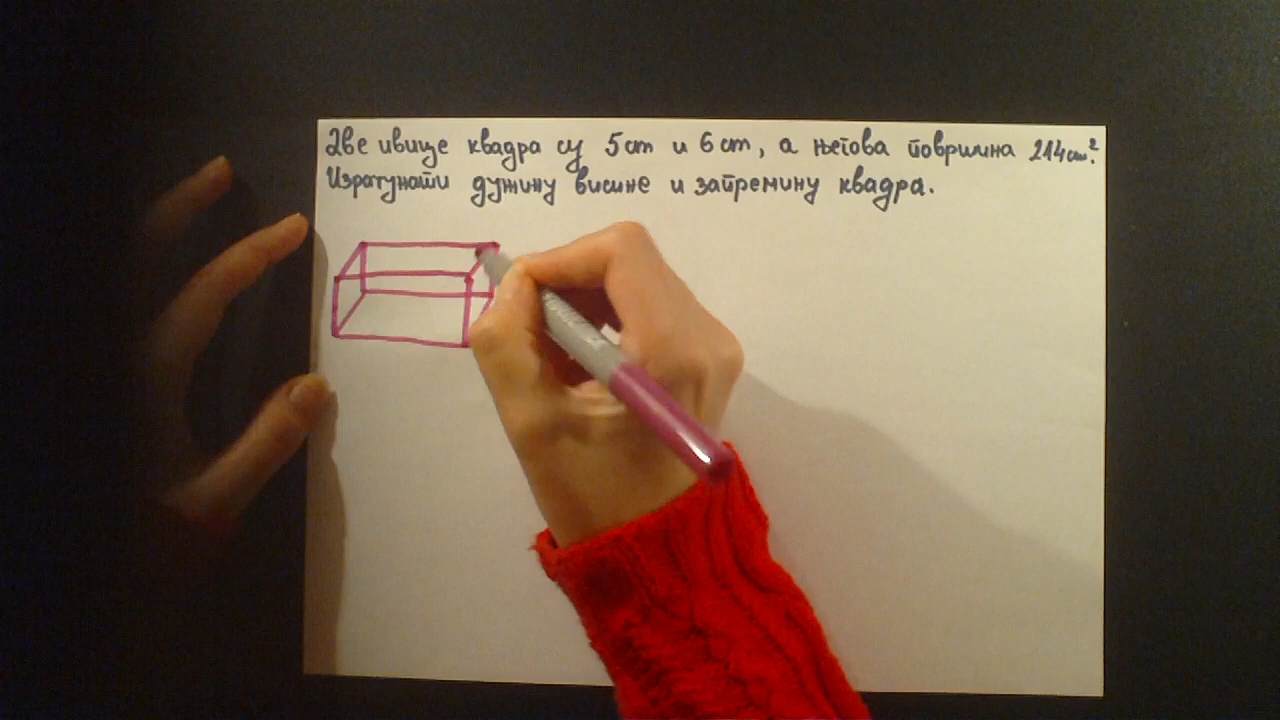 Две ивице квадра су 5cm и 6cm, а његова површина 214cm².
Израчунати дужину висине и запремину квадра.